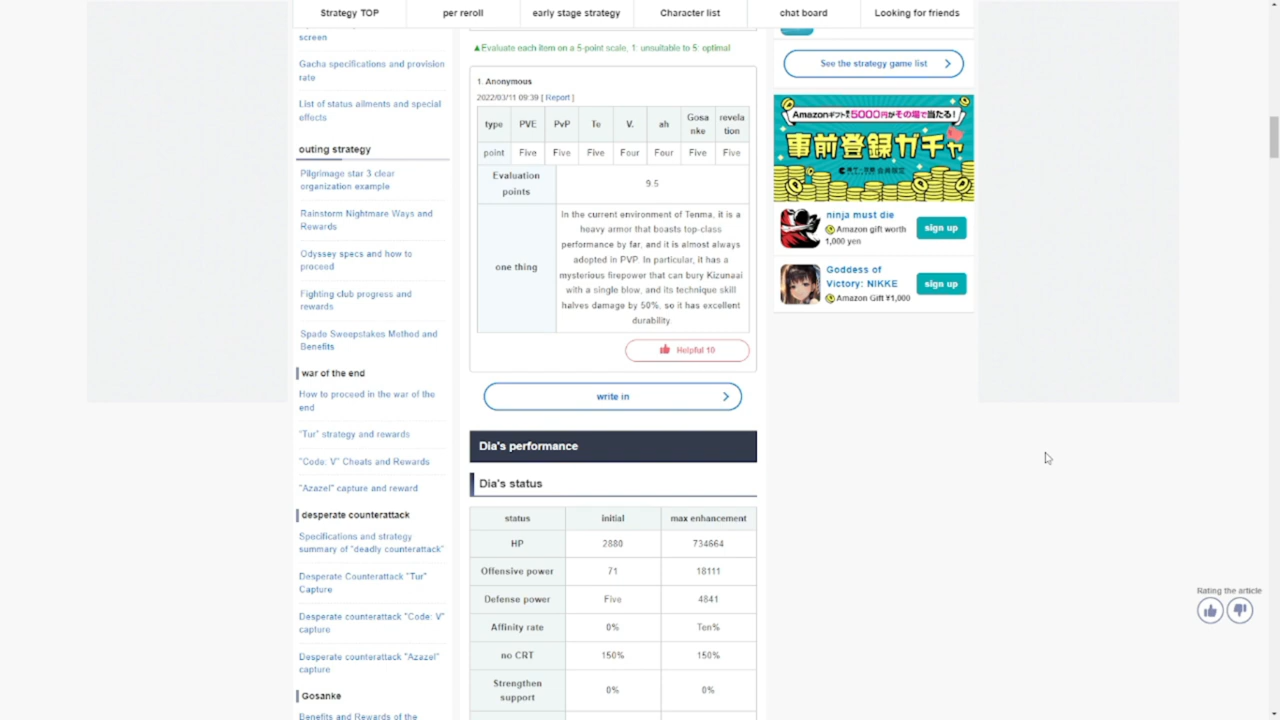 Strategy TOP
per reroll
early stage strategy
Character list
chat board
Looking for friends
screen
Gacha specifications and provision
rate
List of status ailments and special
effects
outing strategy
Pilgrimage star 3 clear
organization example
Rainstorm Nightmare Ways and
Rewards
Odyssey specs and how to
proceed
Fighting club progress and
rewards
Spade Sweepstakes Method and
Benefits
war of the end
How to proceed in the war of the
end
"Tur" strategy and rewards
"Code: V" Cheats and Rewards
"Azazel" capture and reward
desperate counterattack
Specifications and strategy
summary of "deadly counterattack"
Desperate Counterattack "Tur"
Capture
Desperate counterattack "Code: V"
capture
Desperate counterattack "Azazel"
capture
Gosanke
Benefits and Rewards of the
▲Evaluate each item on a 5-point scale, 1: unsuitable to 5: optimal
1. Anonymous
2022/03/11 09:39 [ Report ]
type PVE PvP Te V. ah Gosa
nke revela
tion
point Five Five Five Four Four Five Five
Evaluation
points 9.5
one thing
In the current environment of Tenma, it is a
heavy armor that boasts top-class
performance by far, and it is almost always
adopted in PVP. In particular, it has a
mysterious firepower that can bury Kizunaai
with a single blow, and its technique skill
halves damage by 50%, so it has excellent
durability.
Helpful 10
write in
Dia's performance
Dia's status
status initial max enhancement
HP 2880 734664
Offensive power 71 18111
Defense power Five 4841
Affinity rate 0% Ten%
no CRT 150% 150%
Strengthen
support 0% 0%
See the strategy game list
Amazonギフト券5000円がその場で当たる!
事前登録ガチャ
ninja must die
Amazon gift worth
1,000 yen
sign up
Goddess of
Victory: NIKKE
Amazon Gift ¥1,000
sign up
Rating the article